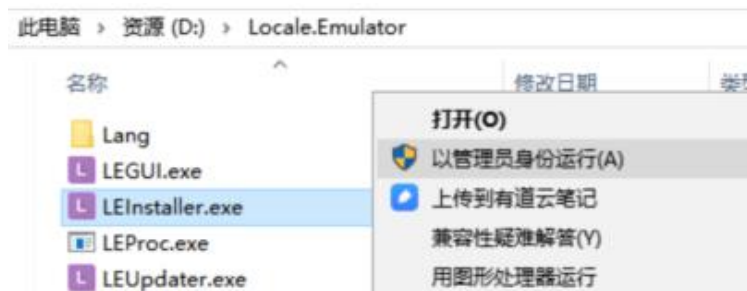 此电脑 › 资源 (D:) › Locale.Emulator
名称 修改日期 类型
Lang
LEGUI.exe
LEInstaller.exe
LEProc.exe
LEUpdater.exe
打开(O)
以管理员身份运行(A)
上传到有道云笔记
兼容性疑难解答(Y)
用图形处理器运行